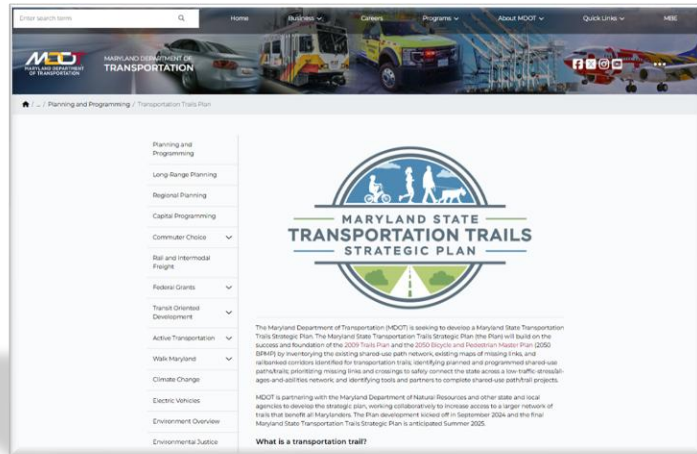 Enter search term
Home
Business
Careers
Programs
About MDOT
Quick Links
MBE
MDOT
MARYLAND DEPARTMENT
OF TRANSPORTATION
MARYLAND DEPARTMENT OF
TRANSPORTATION
/ ... / Planning and Programming / Transportation Trails Plan
Planning and
Programming
Long-Range Planning
Regional Planning
Capital Programming
Commuter Choice
Rail and Intermodal
Freight
Federal Grants
Transit Oriented
Development
Active Transportation
Walk Maryland
Climate Change
Electric Vehicles
Environment Overview
Environmental Justice
MARYLAND STATE
TRANSPORTATION TRAILS
STRATEGIC PLAN
The Maryland Department of Transportation (MDOT) is seeking to develop a Maryland State Transportation
Trails Strategic Plan. The Maryland State Transportation Trails Strategic Plan (the Plan) will build on the
success and foundation of the 2009 Trails Plan and the 2050 Bicycle and Pedestrian Master Plan (2050
BPMP) by inventorying the existing shared-use path network, existing maps of missing links, and
railbanked corridors identified for transportation trails; identifying planned and programmed shared-use
paths/trails; prioritizing missing links and crossings to safely connect the state across a low-traffic-stress/all-
ages-and-abilities network; and identifying tools and partners to complete shared-use path/trail projects.
MDOT is partnering with the Maryland Department of Natural Resources and other state and local
agencies to develop the strategic plan, working collaboratively to increase access to a larger network of
trails that benefit all Marylanders. The Plan development kicked off in September 2024 and the final
Maryland State Transportation Trails Strategic Plan is anticipated Summer 2025.
What is a transportation trail?